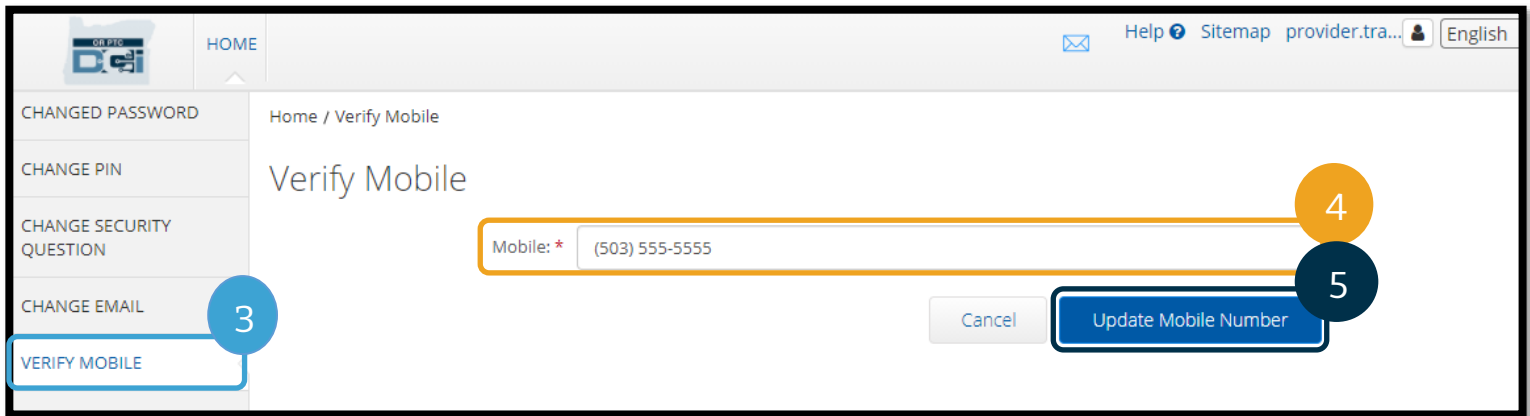 OR PTC
DCi
HOME
Help ? Sitemap provider.tra... English
CHANGED PASSWORD
CHANGE PIN
CHANGE SECURITY
QUESTION
CHANGE EMAIL
3
VERIFY MOBILE
Home / Verify Mobile
Verify Mobile
4
Mobile: * (503) 555-5555
5
Cancel Update Mobile Number